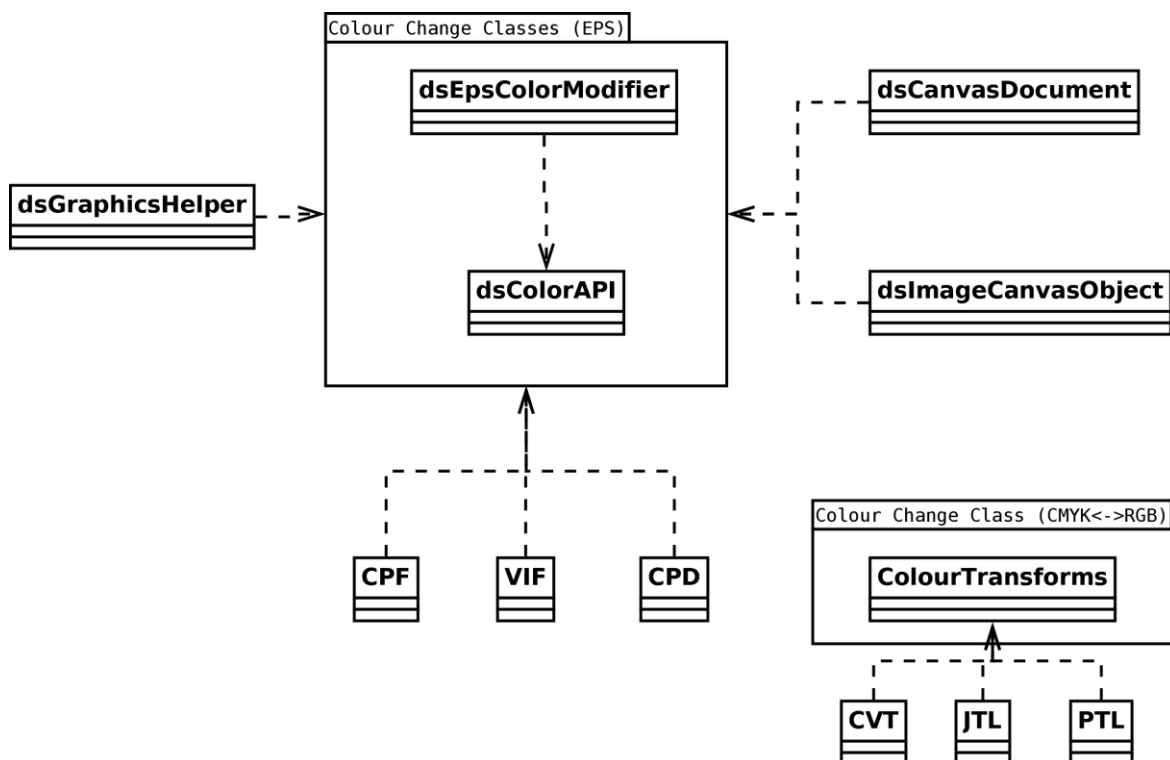 Colour Change Classes (EPS)
dsEpsColorModifier
dsCanvasDocument
dsGraphicsHelper
dsColorAPI
dsImageCanvasObject
CPF
VIF
CPD
Colour Change Class (CMYK<->RGB)
ColourTransforms
CVT
JTL
PTL